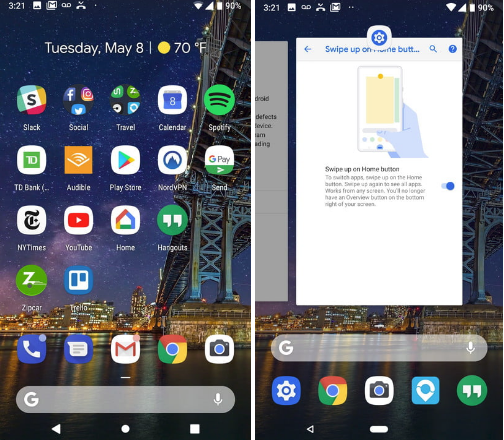 3:21
90%
Tuesday, May 8 | 70 °F
Slack
Social
Travel
Calendar
8
Spotify
TD
TD Bank (...
Audible
Play Store
NordVPN
G Pay
Send
NYTimes
YouTube
Home
Hangouts
Zipcar
Trello
G
3:21
90%
Swipe up on Home butt...
droid
defects
device.
ading
Swipe up on Home button
To switch apps, swipe up on the Home
button. Swipe up again to see all apps.
Works from any screen. You'll no longer
have an Overview button on the bottom
right of your screen.
G